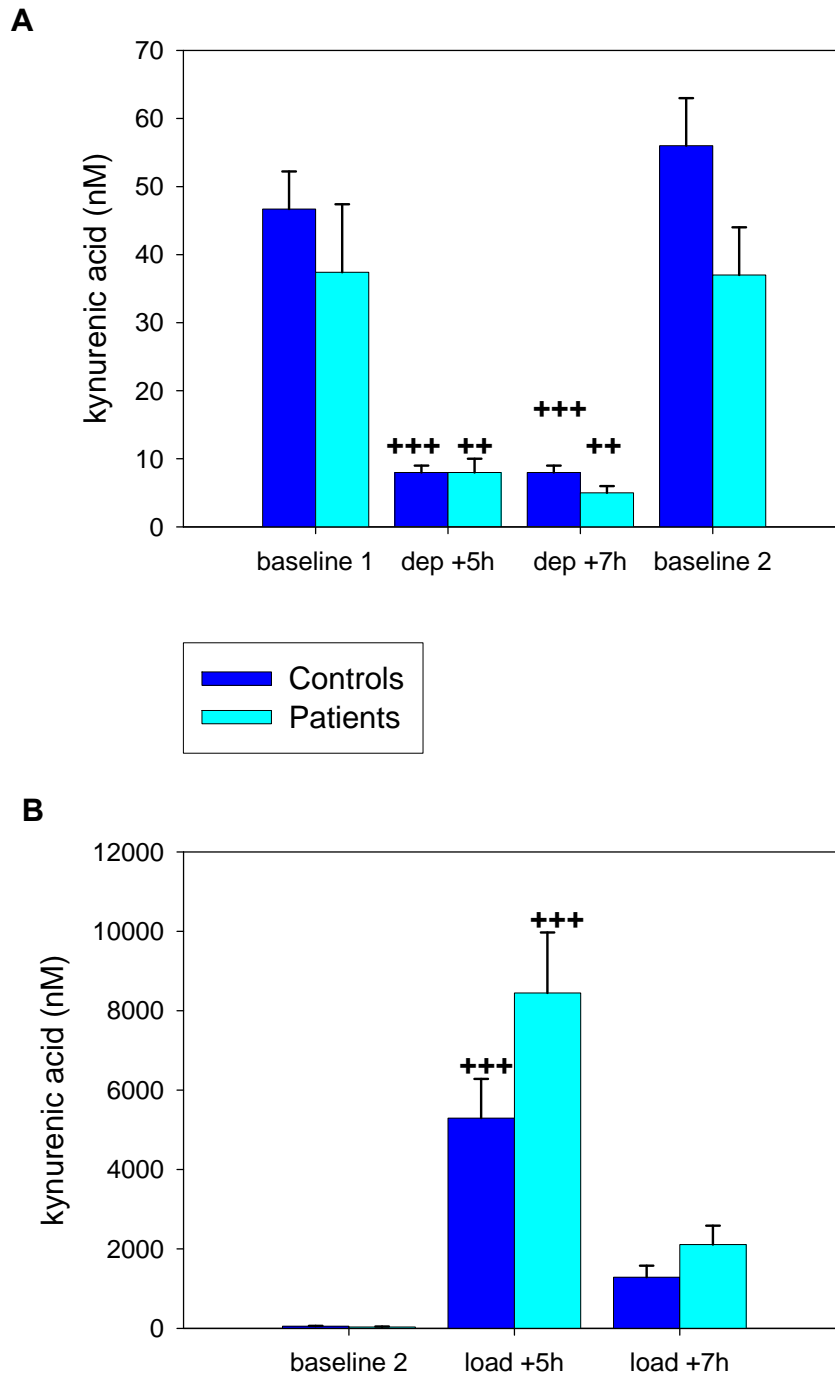 A
70
60
50
40
30
20
10
0
kynurenic acid (nM)
+++ ++ +++ ++
baseline 1 dep +5h dep +7h baseline 2
Controls
Patients
B
12000
10000
8000
6000
4000
2000
0
kynurenic acid (nM)
+++ +++
baseline 2 load +5h load +7h